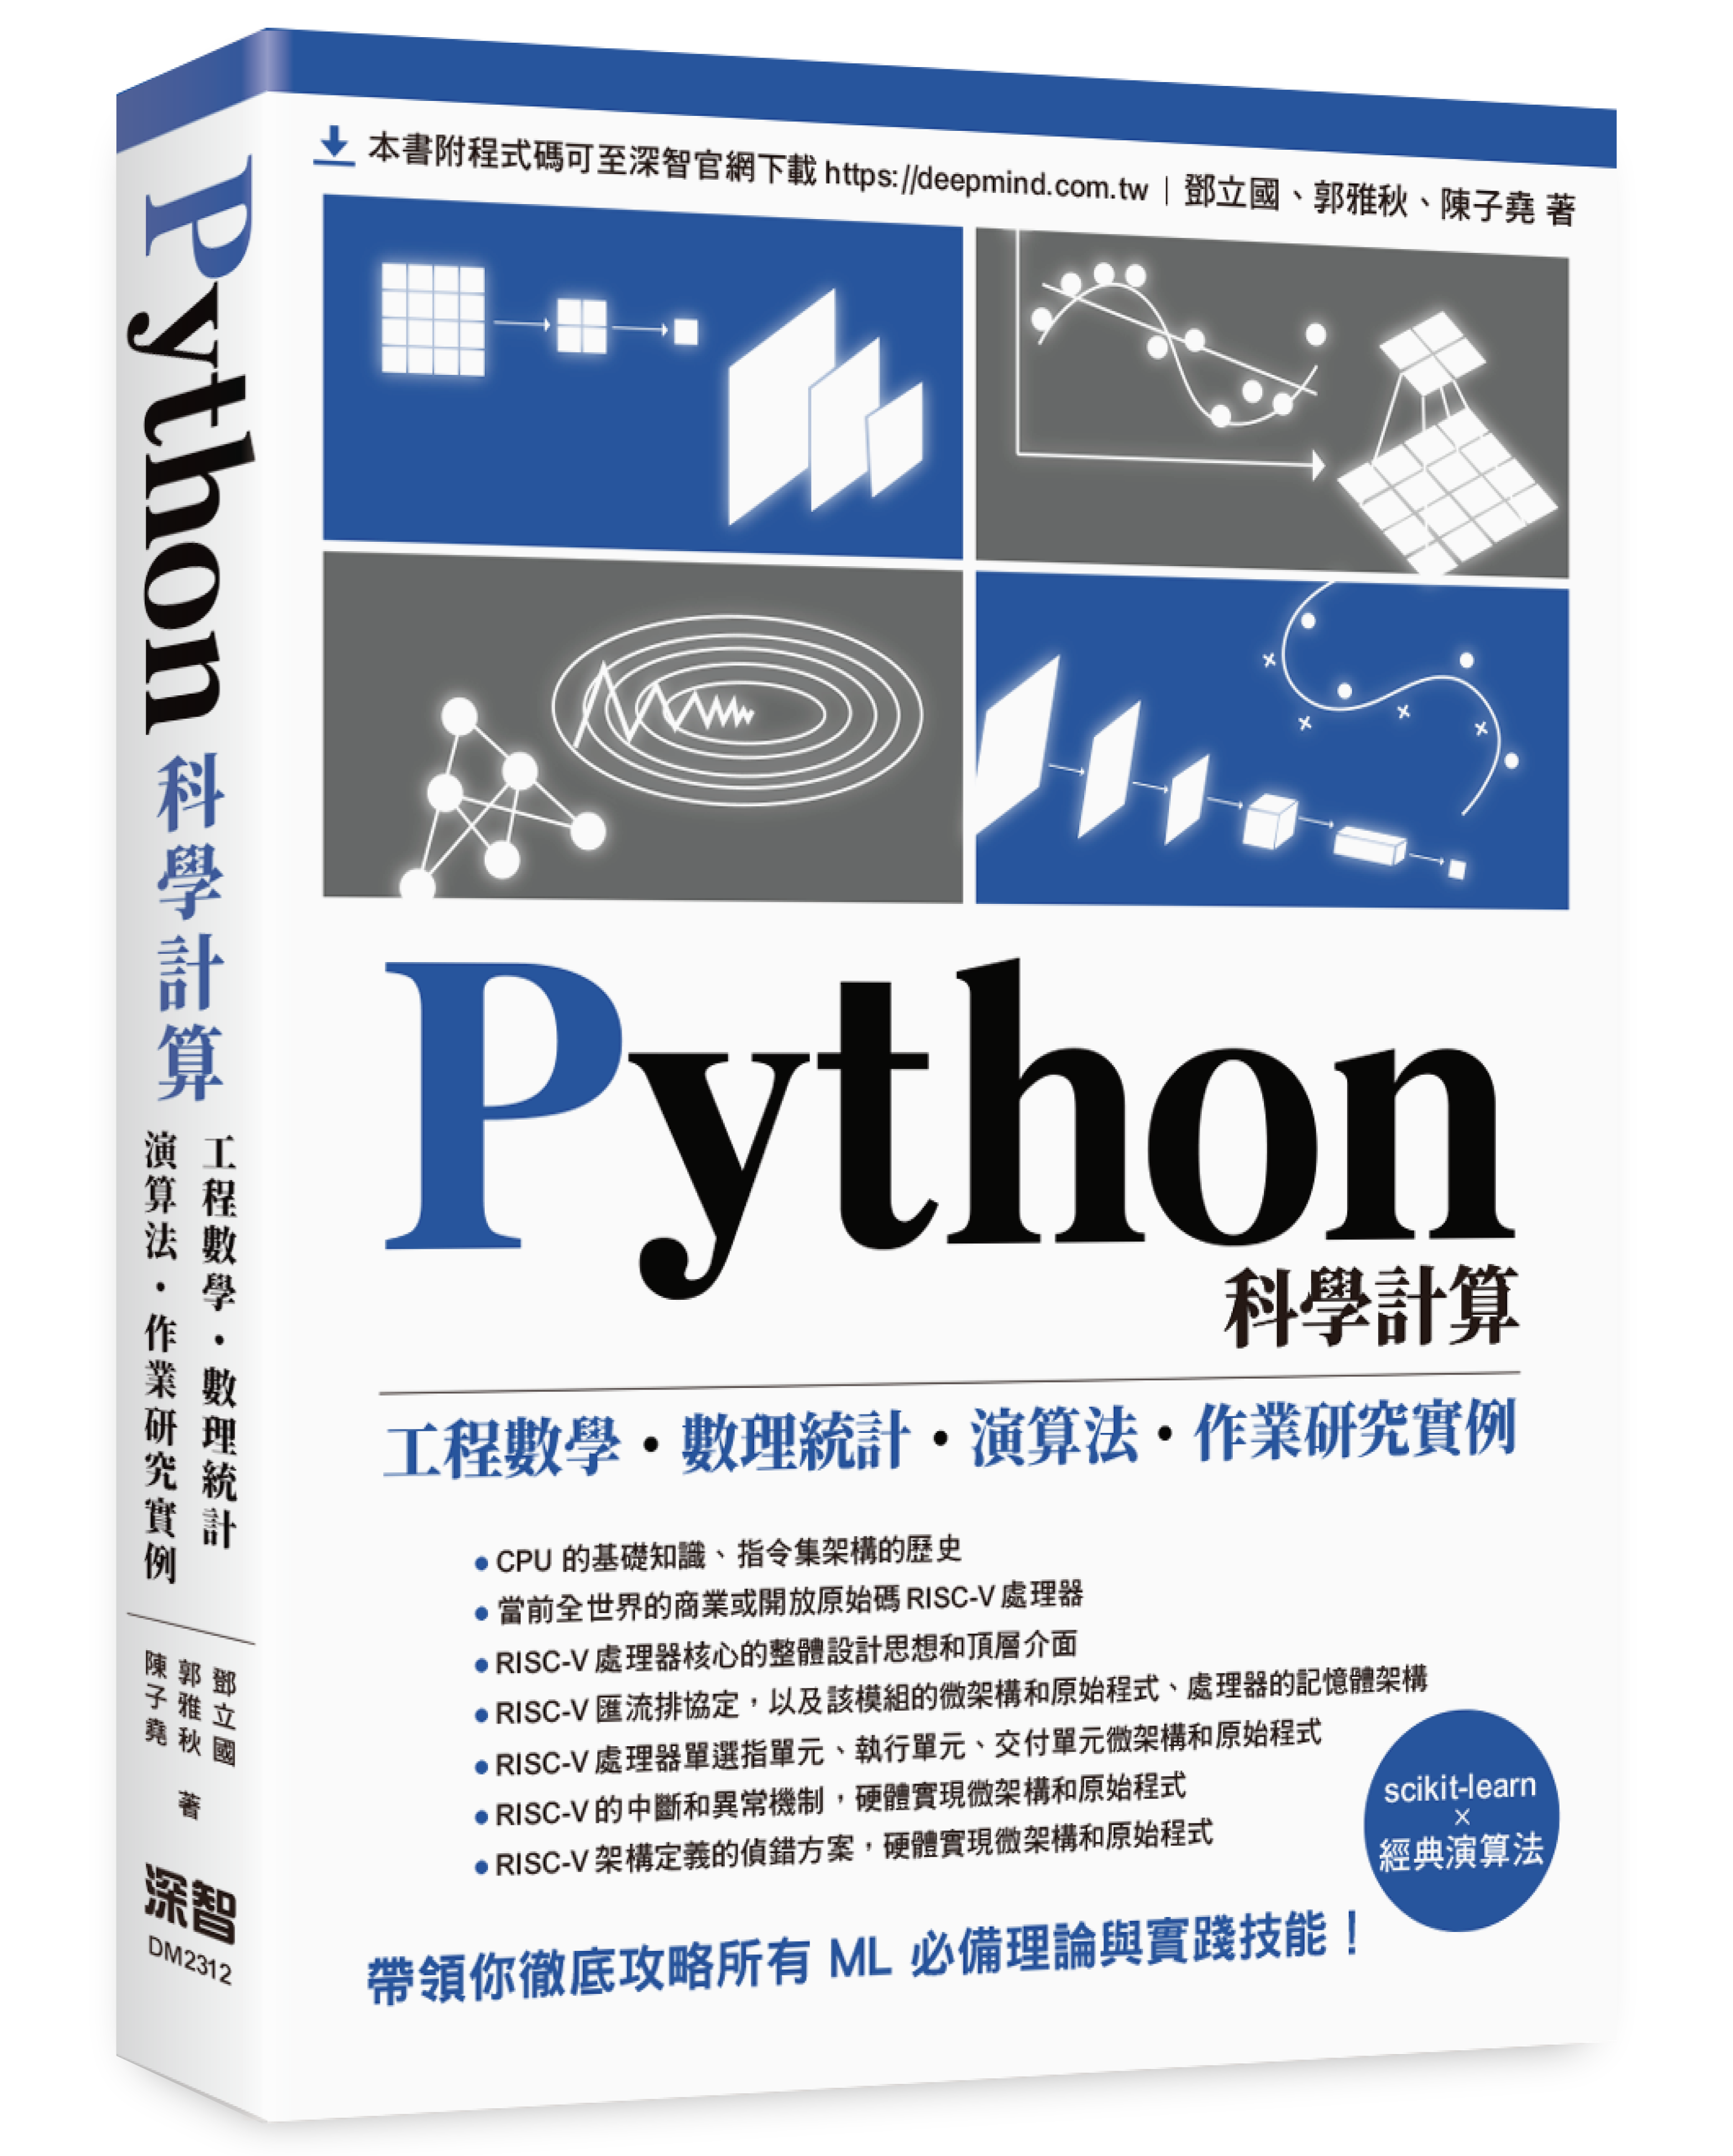 本書附程式碼可至深智官網下載 https://deepmind.com.tw | 鄧立國、郭雅秋、陳子堯 著
Python
科學計算
工程數學・數理統計・演算法・作業研究實例
• CPU 的基礎知識、指令集架構的歷史
• 當前全世界的商業或開放原始碼 RISC-V 處理器
• RISC-V 處理器核心的整體設計思想和頂層介面
• RISC-V 匯流排協定，以及該模組的微架構和原始程式、處理器的記憶體架構
• RISC-V 處理器單選指單元、執行單元、交付單元微架構和原始程式
• RISC-V 的中斷和異常機制，硬體實現微架構和原始程式
• RISC-V 架構定義的偵錯方案，硬體實現微架構和原始程式
scikit-learn
×
經典演算法
帶領你徹底攻略所有 ML 必備理論與實踐技能！
Python 科學計算
工程數學・數理統計
演算法・作業研究實例
鄧立國
郭雅秋 著
陳子堯
深智
DM2312